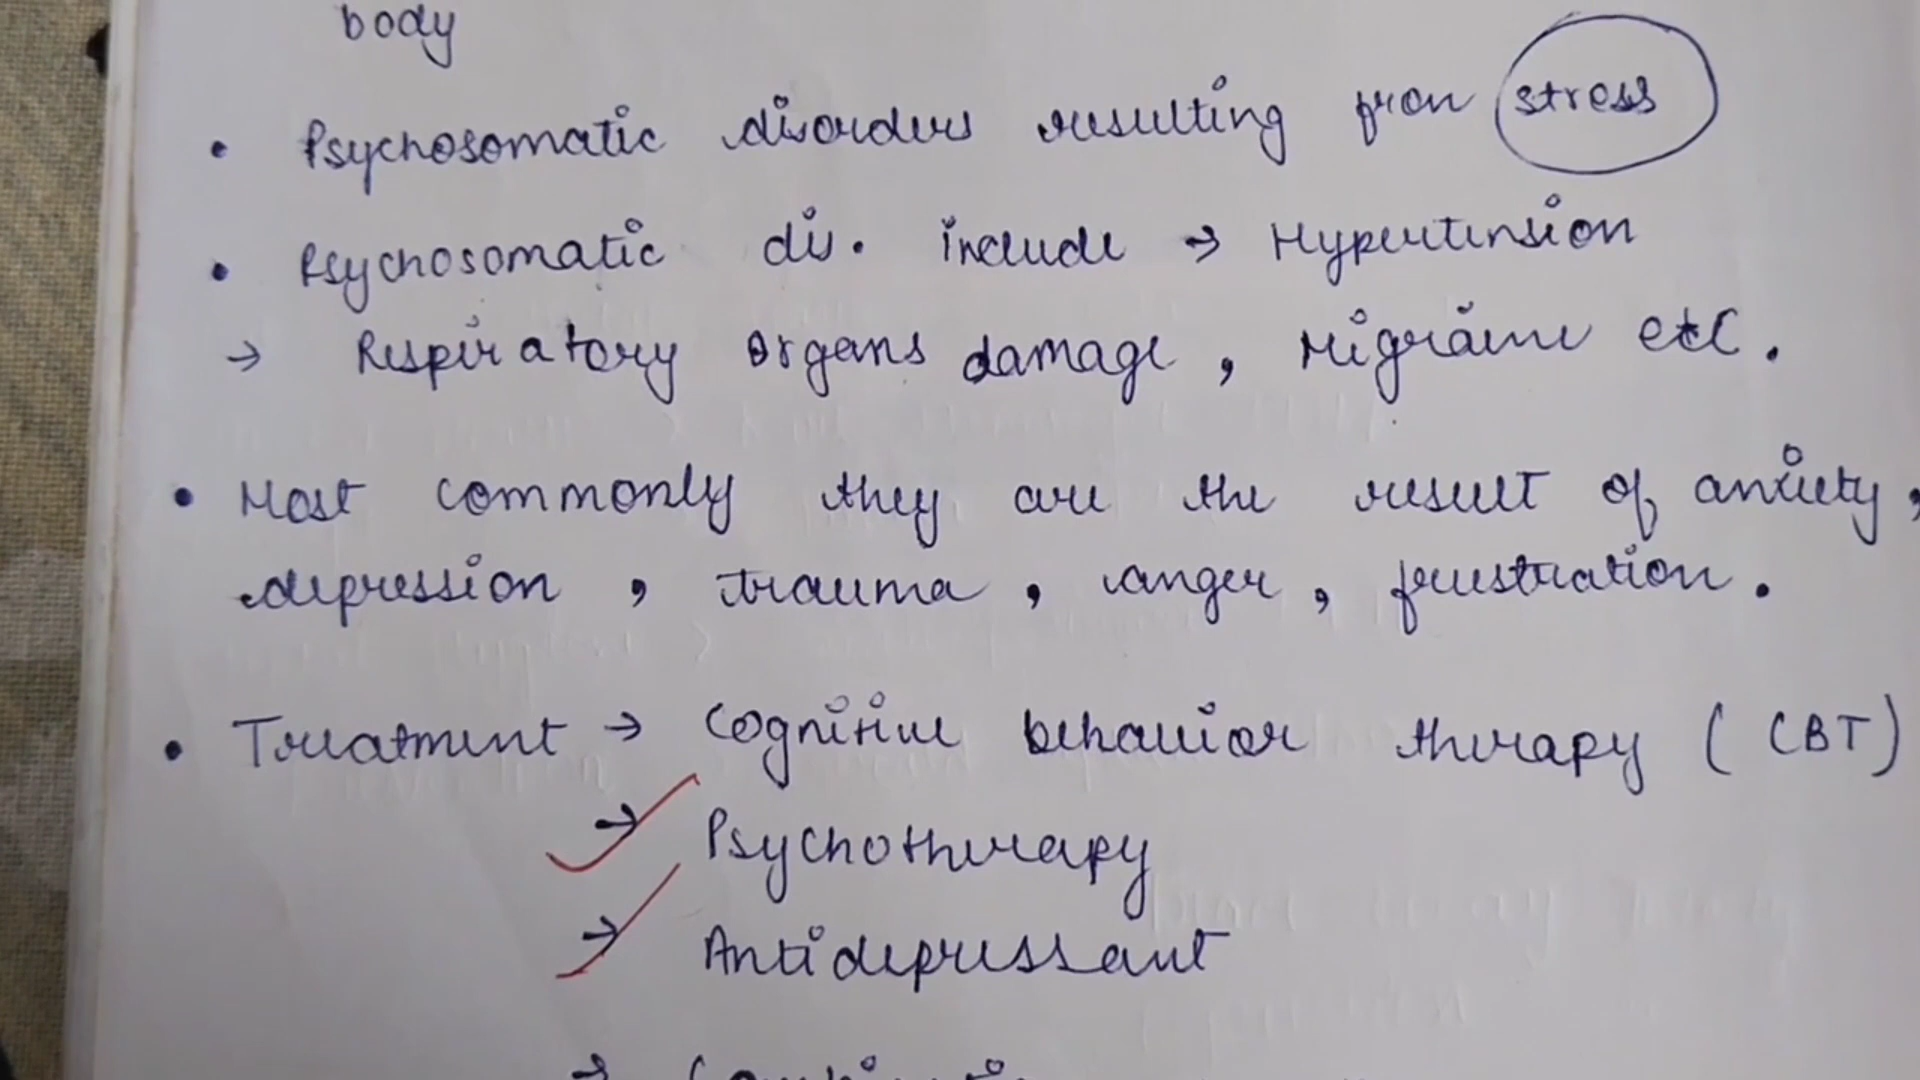 body
• Psychosomatic disorders resulting from stress
• Psychosomatic dis. include → Hypertension
→ Respiratory organs damage, Migraine etc.
• Most commonly they are the result of anxiety,
depression, trauma, anger, frustration.
• Treatment → Cognitive behavior therapy (CBT)
→ Psychotherapy
→ Antidepressant